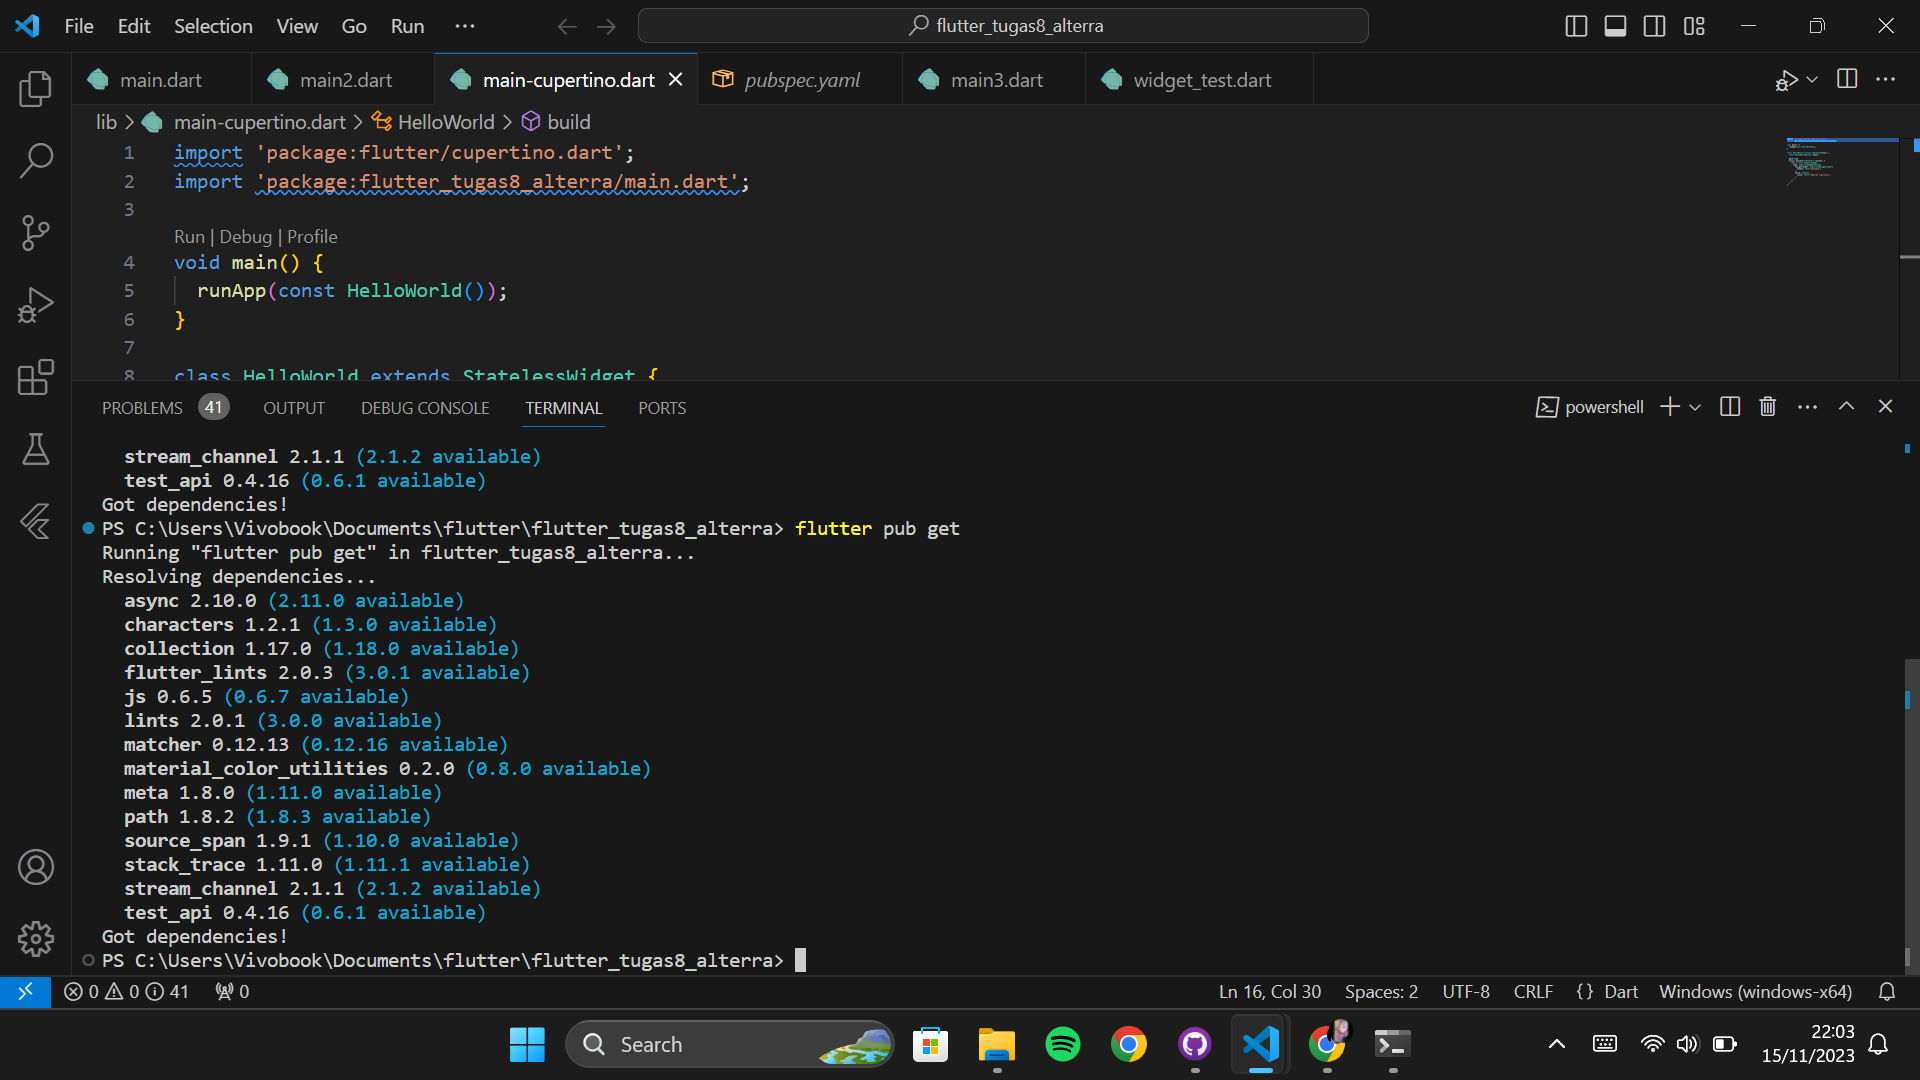 File Edit Selection View Go Run ··· flutter_tugas8_alterra
main.dart main2.dart main-cupertino.dart pubspec.yaml main3.dart widget_test.dart
lib > main-cupertino.dart > HelloWorld > build
1 import 'package:flutter/cupertino.dart';
2 import 'package:flutter_tugas8_alterra/main.dart';
3
Run | Debug | Profile
4 void main() {
5 runApp(const HelloWorld());
6 }
7
8 class HelloWorld extends StatelessWidget {
PROBLEMS 41 OUTPUT DEBUG CONSOLE TERMINAL PORTS powershell
stream_channel 2.1.1 (2.1.2 available)
test_api 0.4.16 (0.6.1 available)
Got dependencies!
PS C:\Users\Vivobook\Documents\flutter\flutter_tugas8_alterra> flutter pub get
Running "flutter pub get" in flutter_tugas8_alterra...
Resolving dependencies...
async 2.10.0 (2.11.0 available)
characters 1.2.1 (1.3.0 available)
collection 1.17.0 (1.18.0 available)
flutter_lints 2.0.3 (3.0.1 available)
js 0.6.5 (0.6.7 available)
lints 2.0.1 (3.0.0 available)
matcher 0.12.13 (0.12.16 available)
material_color_utilities 0.2.0 (0.8.0 available)
meta 1.8.0 (1.11.0 available)
path 1.8.2 (1.8.3 available)
source_span 1.9.1 (1.10.0 available)
stack_trace 1.11.0 (1.11.1 available)
stream_channel 2.1.1 (2.1.2 available)
test_api 0.4.16 (0.6.1 available)
Got dependencies!
PS C:\Users\Vivobook\Documents\flutter\flutter_tugas8_alterra>
0 0 41 0 Ln 16, Col 30 Spaces: 2 UTF-8 CRLF {} Dart Windows (windows-x64)
Search 22:03
15/11/2023